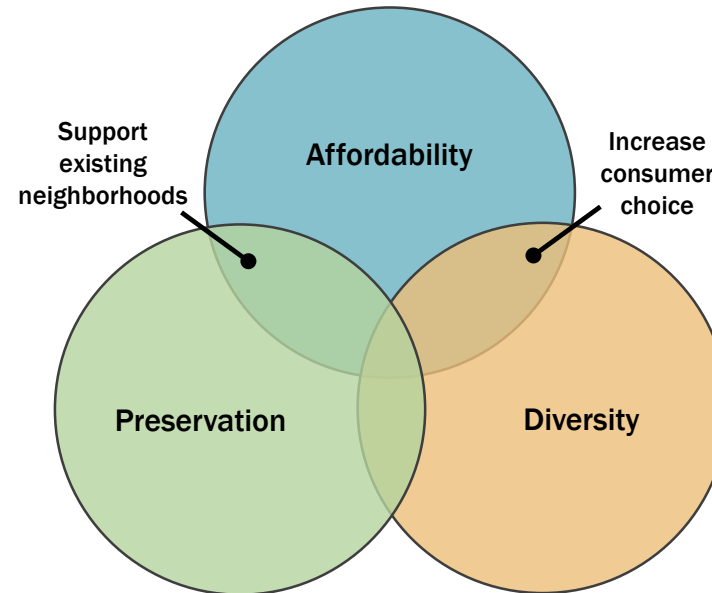 Support
existing
neighborhoods
Affordability
Increase
consumer
choice
Preservation
Diversity